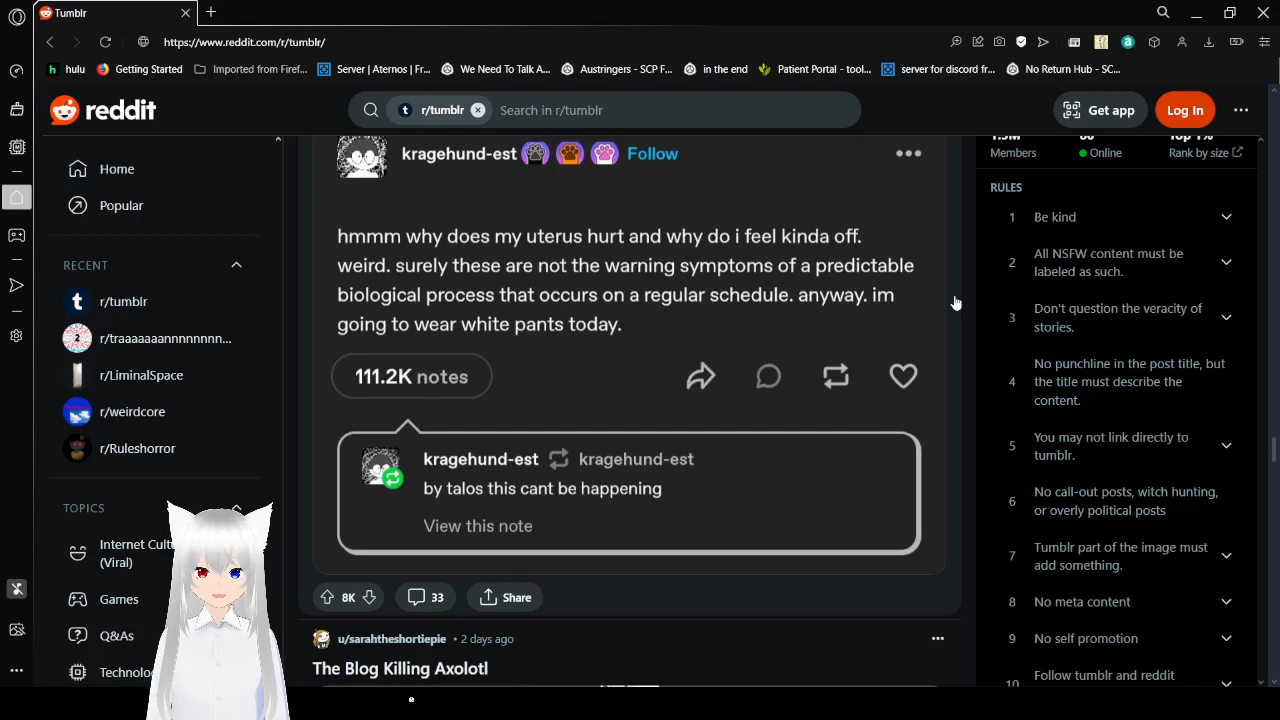 Tumblr
https://www.reddit.com/r/tumblr/
hulu
Getting Started
Imported from Firef...
Server | Aternos | Fr...
We Need To Talk A...
Austringers - SCP F...
in the end
Patient Portal - tool...
server for discord fr...
No Return Hub - SC...
reddit
r/tumblr
Search in r/tumblr
Get app
Log In
Home
Popular
RECENT
r/tumblr
r/traaaaaaannnnnnnn...
r/LiminalSpace
r/weirdcore
r/Ruleshorror
TOPICS
Internet Cult
(Viral)
Games
Q&As
Technolo
kragehund-est
Follow
hmmm why does my uterus hurt and why do i feel kinda off.
weird. surely these are not the warning symptoms of a predictable
biological process that occurs on a regular schedule. anyway. im
going to wear white pants today.
111.2K notes
kragehund-est kragehund-est
by talos this cant be happening
View this note
8K
33
Share
u/sarahtheshortiepie • 2 days ago
The Blog Killing Axolotl
Members
Online
Top 1%
Rank by size
RULES
1 Be kind
2 All NSFW content must be
labeled as such.
3 Don't question the veracity of
stories.
4 No punchline in the post title, but
the title must describe the
content.
5 You may not link directly to
tumblr.
6 No call-out posts, witch hunting,
or overly political posts
7 Tumblr part of the image must
add something.
8 No meta content
9 No self promotion
10 Follow tumblr and reddit